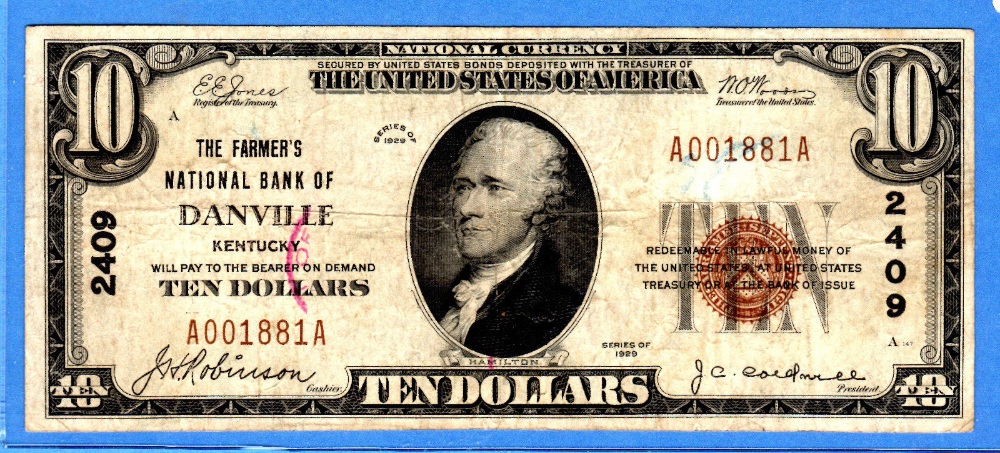 NATIONAL CURRENCY
SECURED BY UNITED STATES BONDS DEPOSITED WITH THE TREASURER OF
THE UNITED STATES OF AMERICA
10
10
E E Jones
Register of the Treasury.
W.O. Woods
Treasurer of the United States.
A
SERIES OF
1929
THE FARMER'S
NATIONAL BANK OF
DANVILLE
KENTUCKY
WILL PAY TO THE BEARER ON DEMAND
TEN DOLLARS
OF
A001881A
2409
A001881A
2409
TEN
REDEEMABLE IN LAWFUL MONEY OF
THE UNITED STATES, AT UNITED STATES
TREASURY OR AT THE BANK OF ISSUE
SERIES OF
1929
A 147
HAMILTON
J.H. Robinson
Cashier.
J. C. Caldwell
President.
10
TEN
TEN DOLLARS
10
TEN